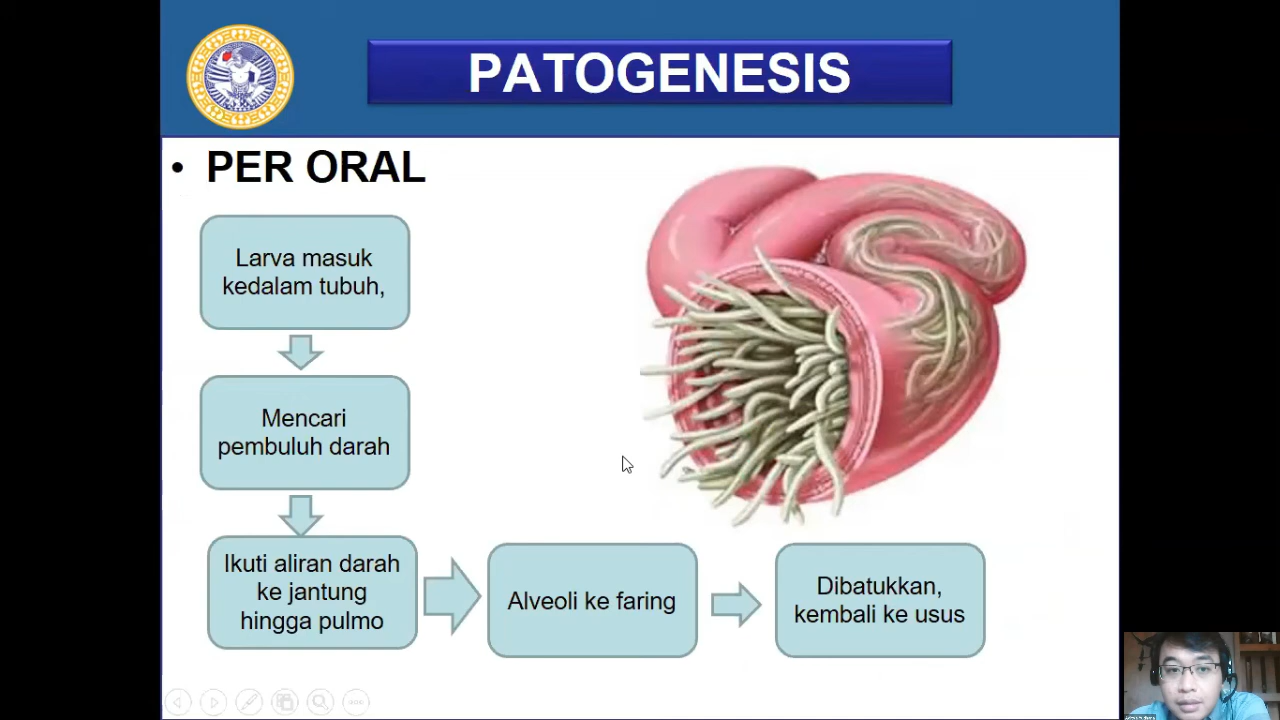 PATOGENESIS
• PER ORAL
Larva masuk
kedalam tubuh,
Mencari
pembuluh darah
Ikuti aliran darah
ke jantung
hingga pulmo
Alveoli ke faring
Dibatukkan,
kembali ke usus